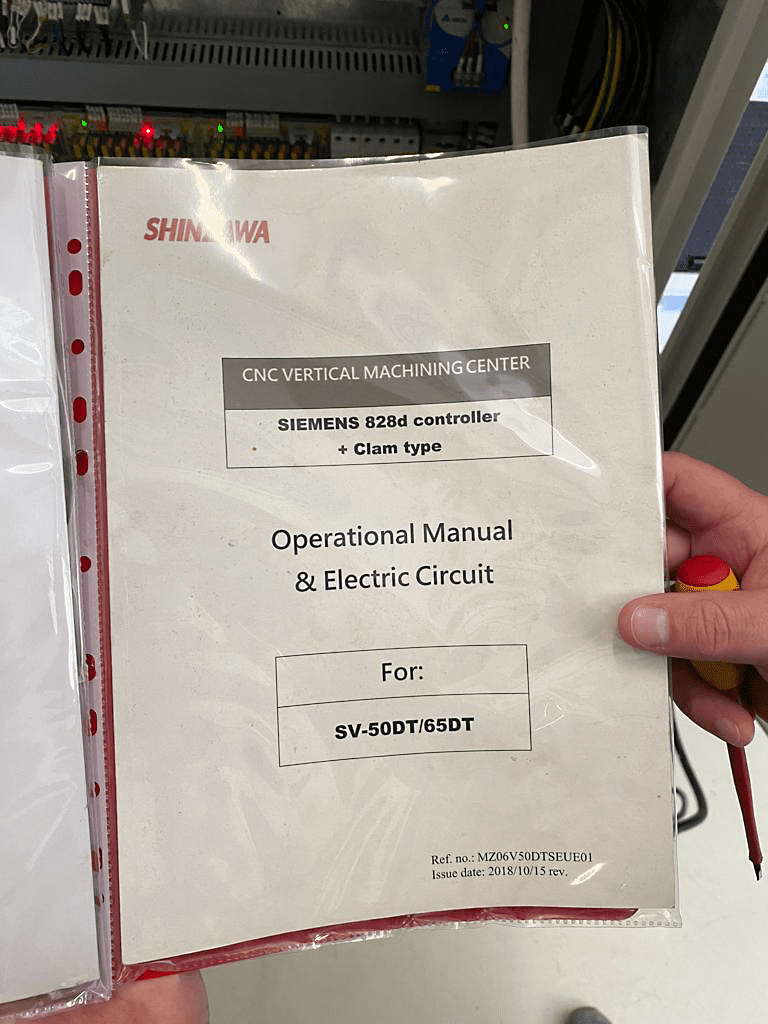 CNC VERTICAL MACHINING CENTER
SIEMENS 828d controller
+ Clam type
Operational Manual
& Electric Circuit
For:
SV-50DT/65DT
Ref. no.: MZ06V50DTSEUE01
Issue date: 2018/10/15 rev.